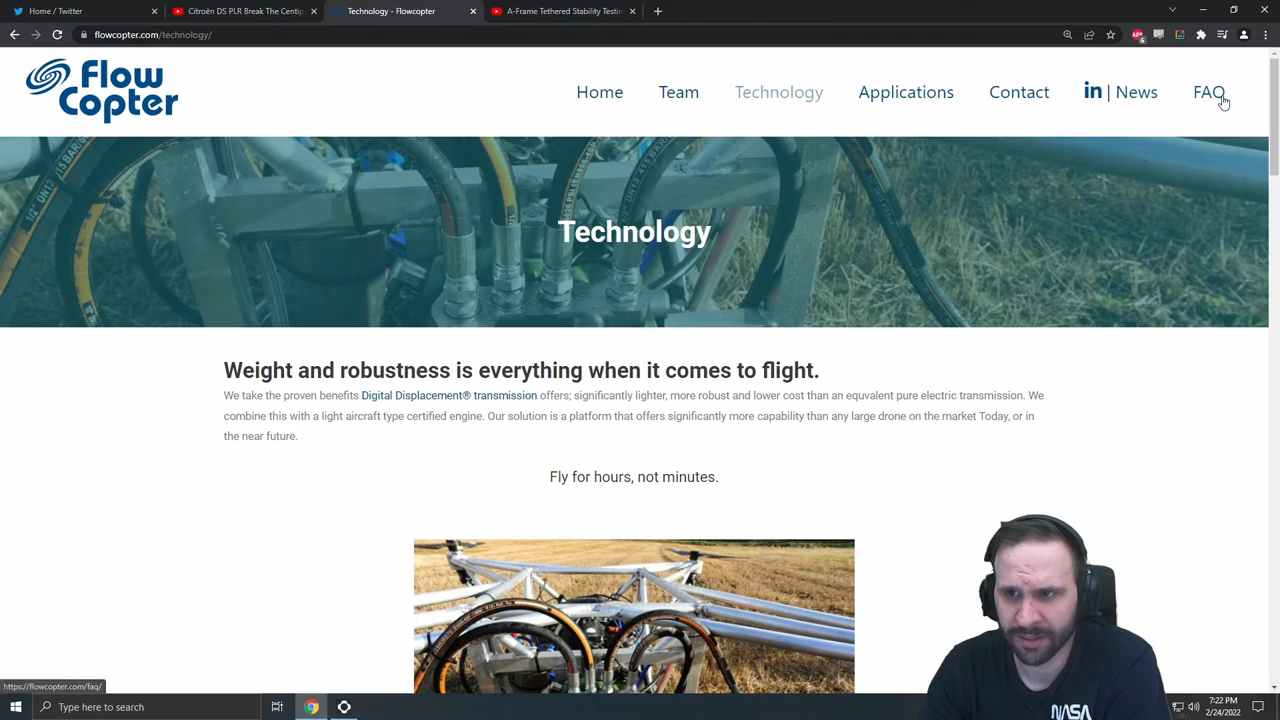 Home / Twitter
Citroën DS PLR Break The Centip
Technology - Flowcopter
A-Frame Tethered Stability Testin
flowcopter.com/technology/
6
Flow
Copter
Home
Team
Technology
Applications
Contact
in | News
FAQ
Technology
Weight and robustness is everything when it comes to flight.
We take the proven benefits Digital Displacement® transmission offers; significantly lighter, more robust and lower cost than an equvalent pure electric transmission. We
combine this with a light aircraft type certified engine. Our solution is a platform that offers significantly more capability than any large drone on the market Today, or in
the near future.
Fly for hours, not minutes.
https://flowcopter.com/faq/
Type here to search
NASA
7:22 PM
2/24/2022